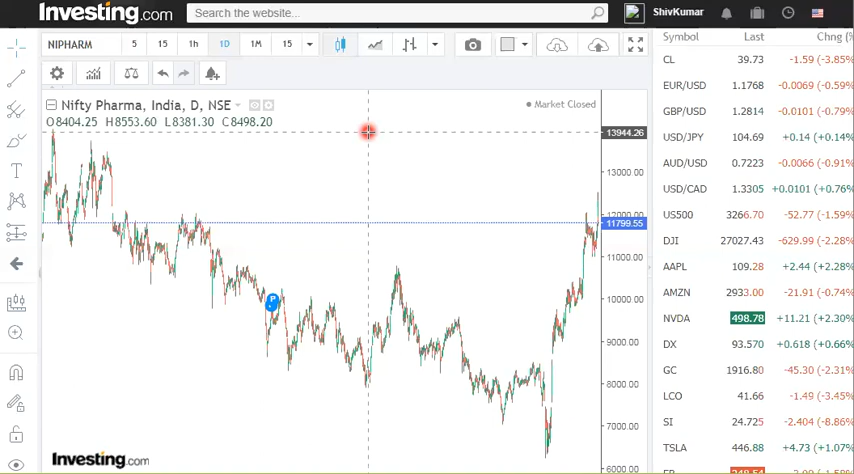 Investing.com
Search the website...
ShivKumar
NIPHARM 5 15 1h 1D 1M 15
Nifty Pharma, India, D, NSE
O8404.25 H8553.60 L8381.30 C8498.20
Market Closed
13944.26
13000.00
12000.00
11799.55
11000.00
10000.00
9000.00
8000.00
7000.00
6000.00
P
Investing.com
Symbol Last Chng (%
CL 39.73 -1.59 (-3.85%
EUR/USD 1.1768 -0.0069 (-0.59%
GBP/USD 1.2814 -0.0101 (-0.79%
USD/JPY 104.69 +0.14 (+0.14%
AUD/USD 0.7223 -0.0066 (-0.91%
USD/CAD 1.3305 +0.0101 (+0.76%
US500 3266.70 -52.77 (-1.59%
DJI 27027.43 -629.99 (-2.28%
AAPL 109.28 +2.44 (+2.28%
AMZN 2933.00 -21.91 (-0.74%
NVDA 498.78 +11.21 (+2.30%
DX 93.570 +0.618 (+0.66%
GC 1916.80 -45.30 (-2.31%
LCO 41.66 -1.49 (-3.45%
SI 24.725 -2.404 (-8.86%
TSLA 446.88 +4.73 (+1.07%